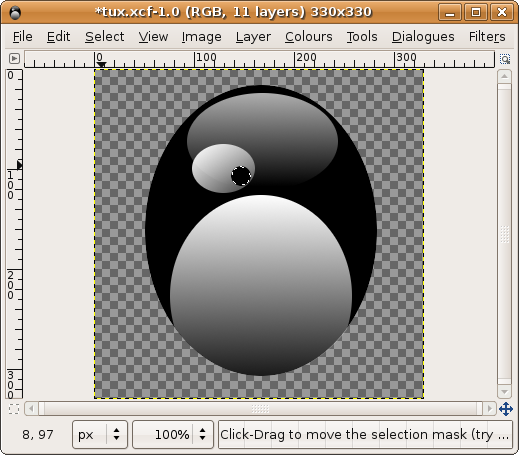 *tux.xcf-1.0 (RGB, 11 layers) 330x330
File Edit Select View Image Layer Colours Tools Dialogues Filters
0 100 200 300
0
100
200
300
8, 97 px 100% Click-Drag to move the selection mask (try ...